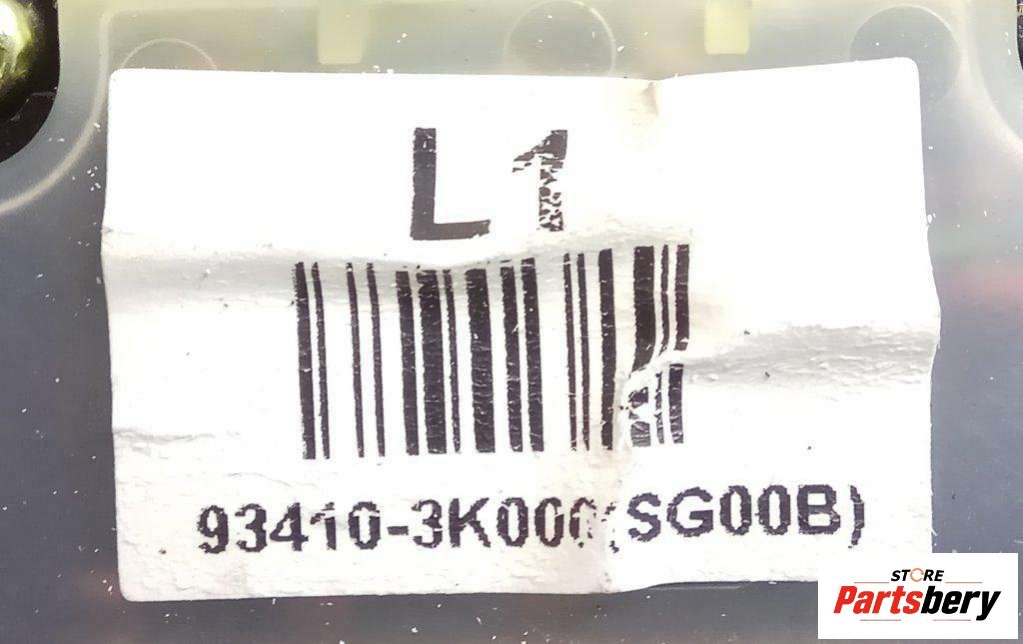 L1
93410-3K000(SG00B)
STORE
Partsbery